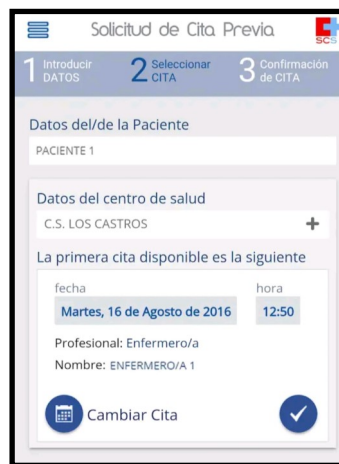 Solicitud de Cita Previa
SCS
1 Introducir DATOS
2 Seleccionar CITA
3 Confirmación de CITA
Datos del/de la Paciente
PACIENTE 1
Datos del centro de salud
C.S. LOS CASTROS
La primera cita disponible es la siguiente
fecha hora
Martes, 16 de Agosto de 2016 12:50
Profesional: Enfermero/a
Nombre: ENFERMERO/A 1
Cambiar Cita